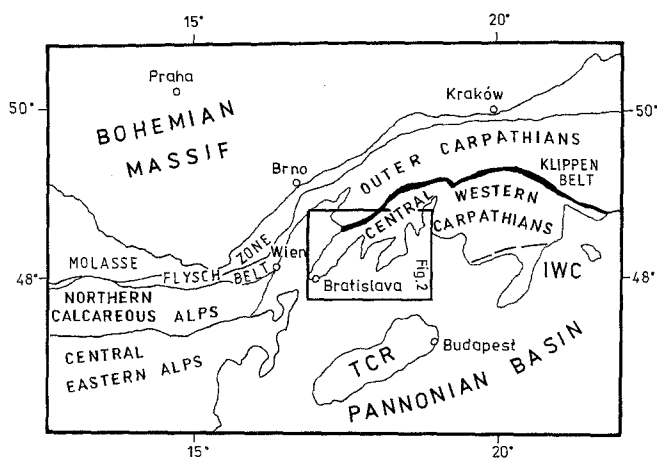 15°
20°
Praha
50°
50°
Kraków
BOHEMIAN
MASSIF
OUTER CARPATHIANS
KLIPPEN
BELT
Brno
CENTRAL
WESTERN
CARPATHIANS
ZONE
Wien
MOLASSE
FLYSCH
BELT
48°
48°
Fig.2
IWC
Bratislava
NORTHERN
CALCAREOUS ALPS
CENTRAL
EASTERN ALPS
TCR
Budapest
PANNONIAN BASIN
15°
20°